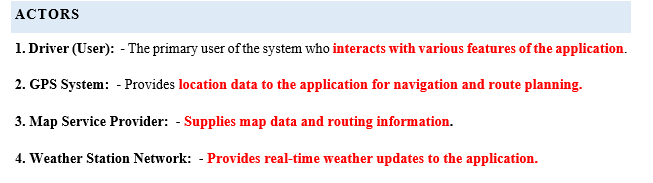 ACTORS
1. Driver (User):  - The primary user of the system who interacts with various features of the application.
2. GPS System:  - Provides location data to the application for navigation and route planning.
3. Map Service Provider:  - Supplies map data and routing information.
4. Weather Station Network:  - Provides real-time weather updates to the application.